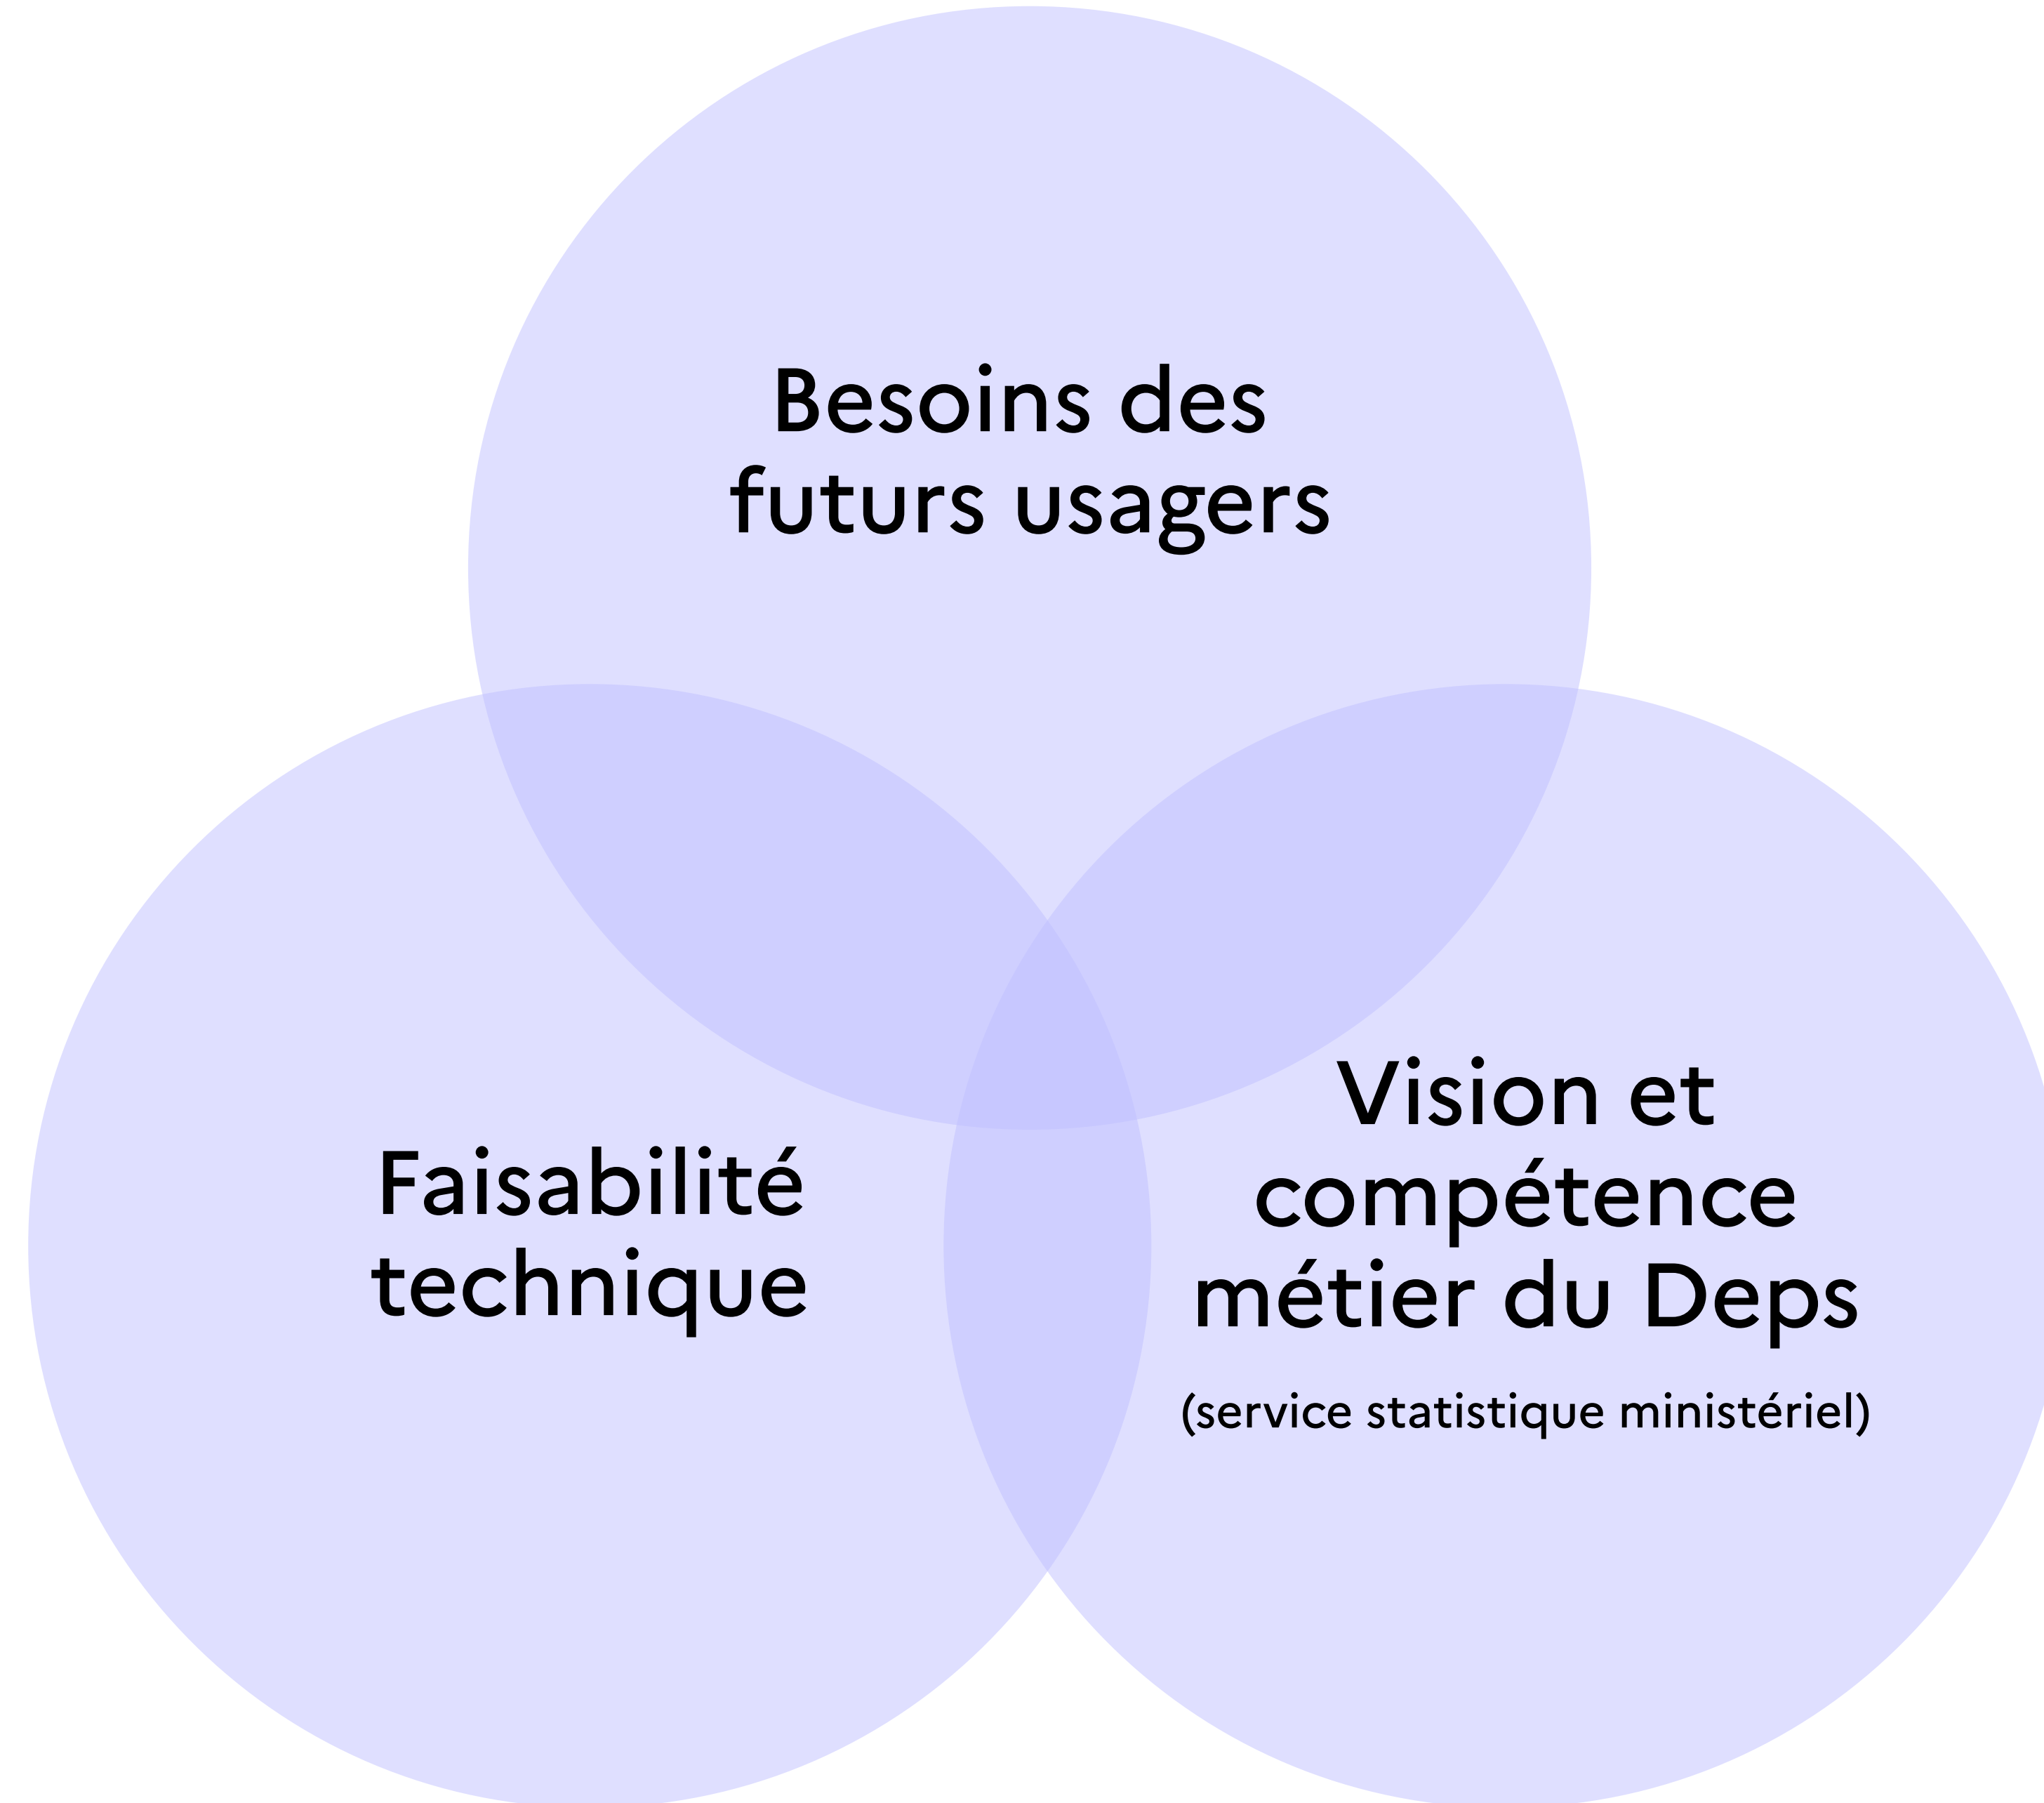 Besoins des
futurs usagers
Faisabilité
technique
Vision et
compétence
métier du Deps
(service statistique ministériel)